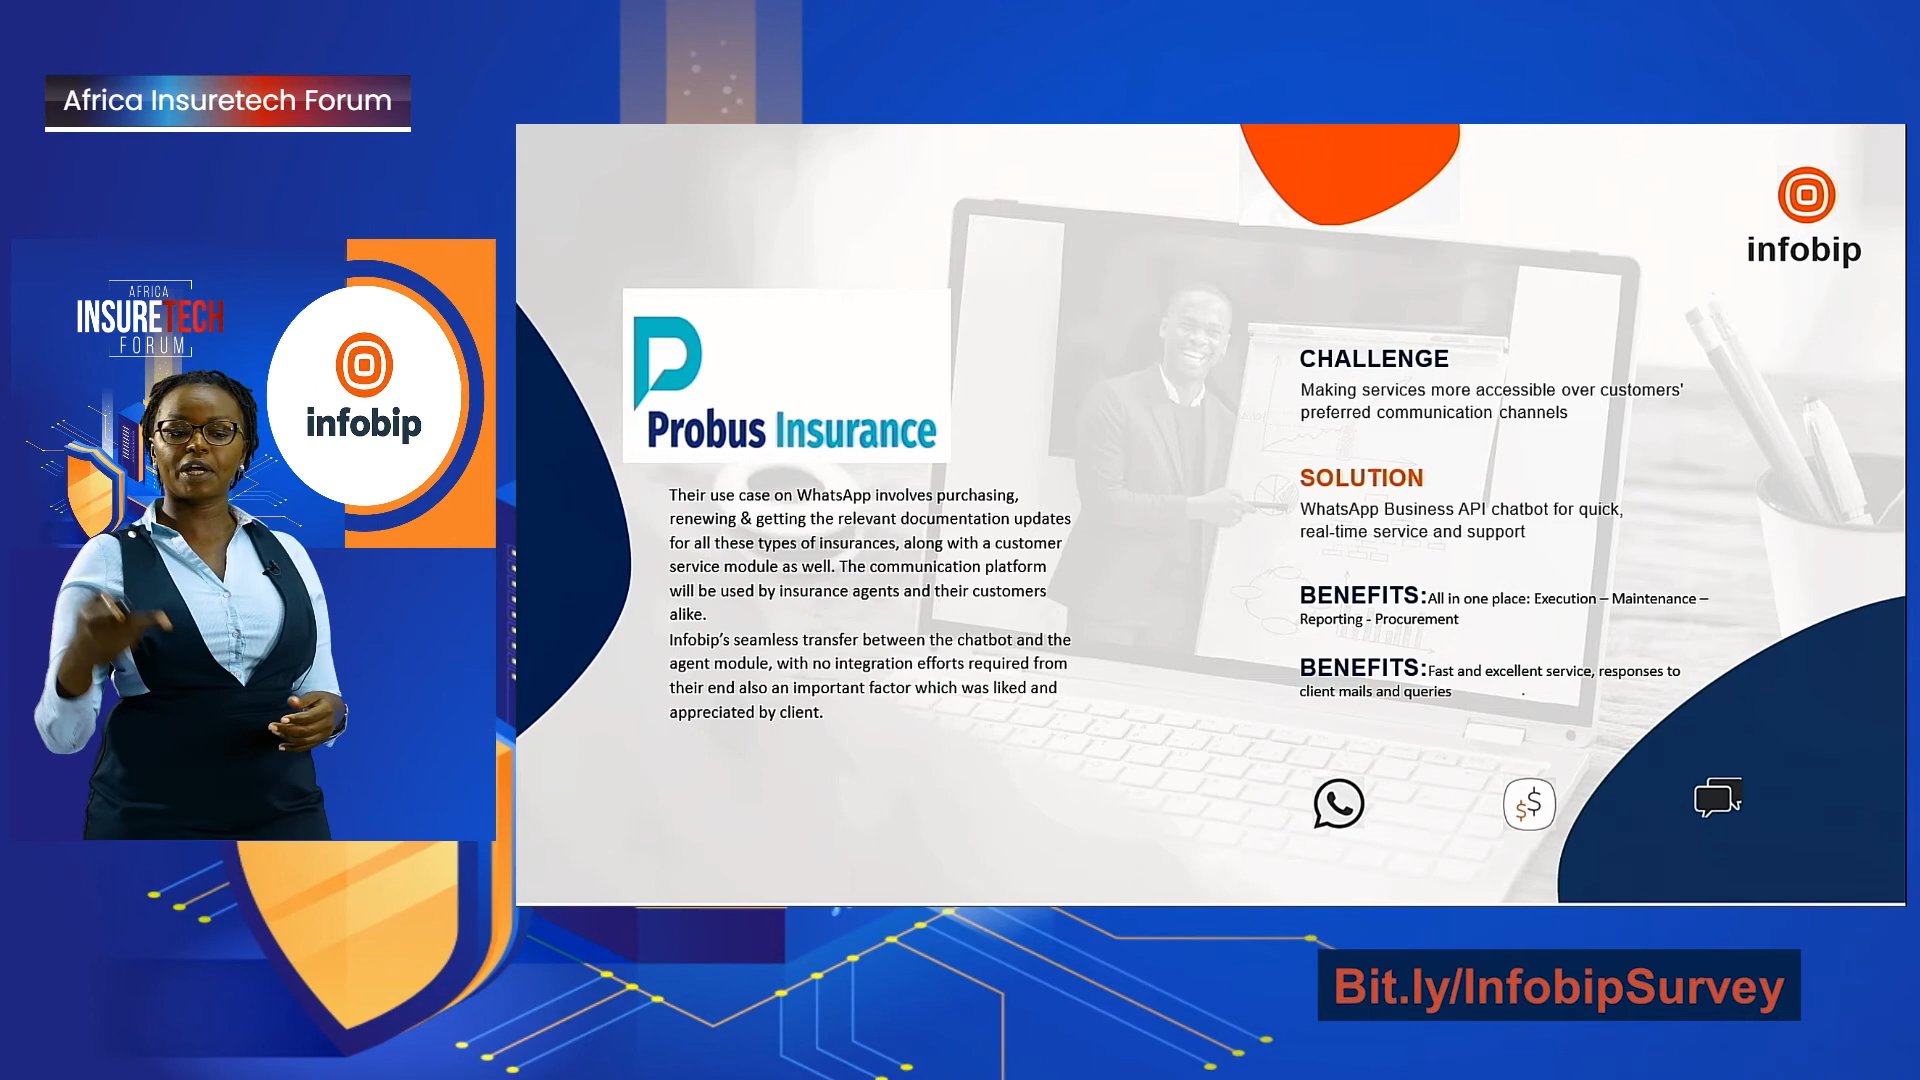 Africa Insuretech Forum
AFRICA
INSURETECH
FORUM
infobip
infobip
Probus Insurance
Their use case on WhatsApp involves purchasing,
renewing & getting the relevant documentation updates
for all these types of insurances, along with a customer
service module as well. The communication platform
will be used by insurance agents and their customers
alike.
Infobip's seamless transfer between the chatbot and the
agent module, with no integration efforts required from
their end also an important factor which was liked and
appreciated by client.
CHALLENGE
Making services more accessible over customers'
preferred communication channels
SOLUTION
WhatsApp Business API chatbot for quick,
real-time service and support
BENEFITS:All in one place: Execution – Maintenance –
Reporting - Procurement
BENEFITS:Fast and excellent service, responses to
client mails and queries
$$
Bit.ly/InfobipSurvey